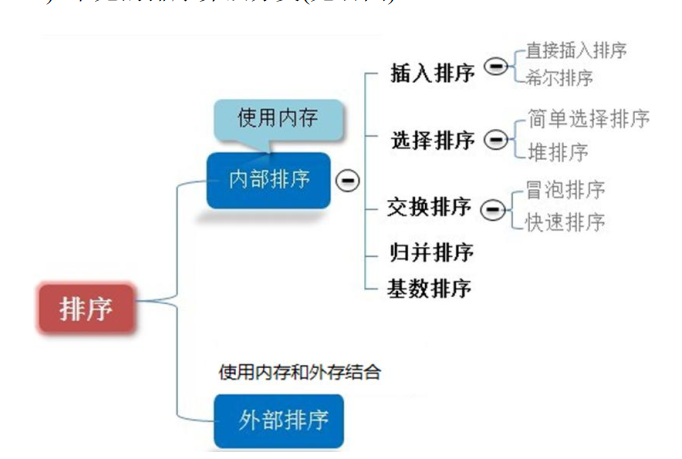 使用内存
内部排序
插入排序
直接插入排序
希尔排序
选择排序
简单选择排序
堆排序
交换排序
冒泡排序
快速排序
归并排序
基数排序
排序
使用内存和外存结合
外部排序